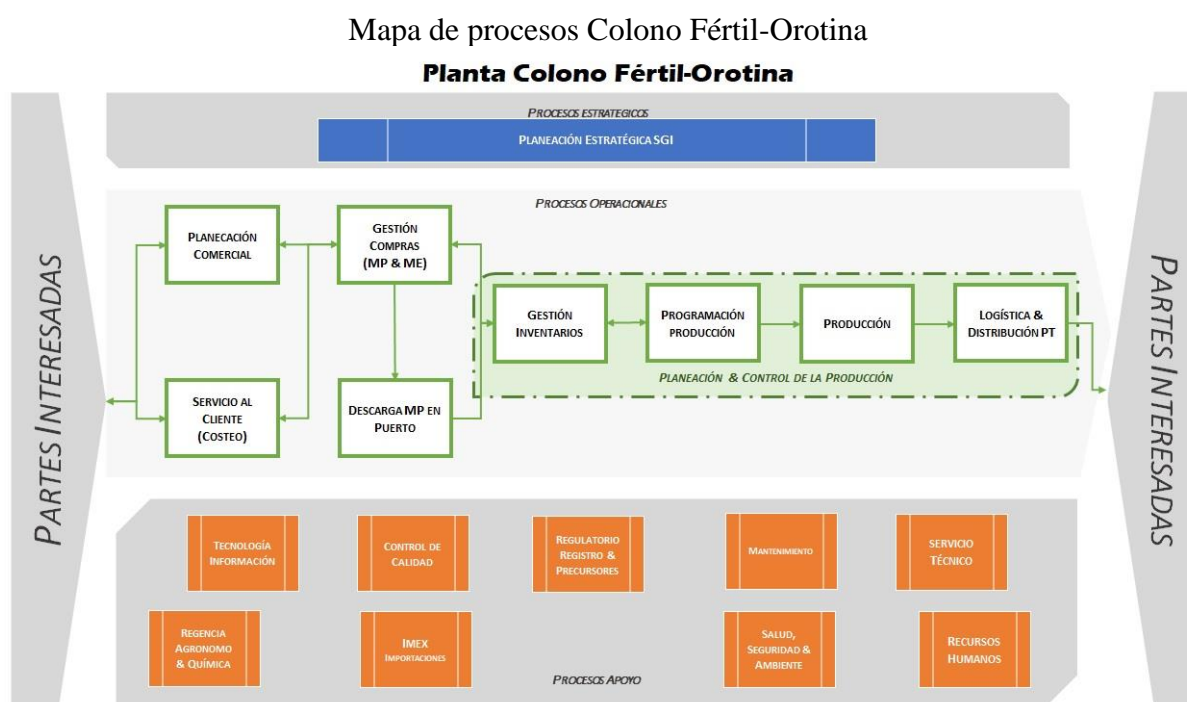 Mapa de procesos Colono Fértil-Orotina
Planta Colono Fértil-Orotina
PARTES INTERESADAS
PROCESOS ESTRATEGICOS
PLANEACIÓN ESTRATÉGICA SGI
PROCESOS OPERACIONALES
PLANECACIÓN
COMERCIAL
GESTIÓN
COMPRAS
(MP & ME)
SERVICIO AL
CLIENTE
(COSTEO)
DESCARGA MP EN
PUERTO
GESTIÓN
INVENTARIOS
PROGRAMACIÓN
PRODUCCIÓN
PRODUCCIÓN
LOGÍSTICA &
DISTRIBUCIÓN PT
PLANEACIÓN & CONTROL DE LA PRODUCCIÓN
TECNOLOGÍA
INFORMACIÓN
CONTROL DE
CALIDAD
REGULATORIO
REGISTRO &
PRECURSORES
MANTENIMIENTO
SERVICIO
TÉCNICO
REGENCIA
AGRONOMO
& QUÍMICA
IMEX
IMPORTACIONES
SALUD,
SEGURIDAD &
AMBIENTE
RECURSOS
HUMANOS
PROCESOS APOYO
PARTES INTERESADAS